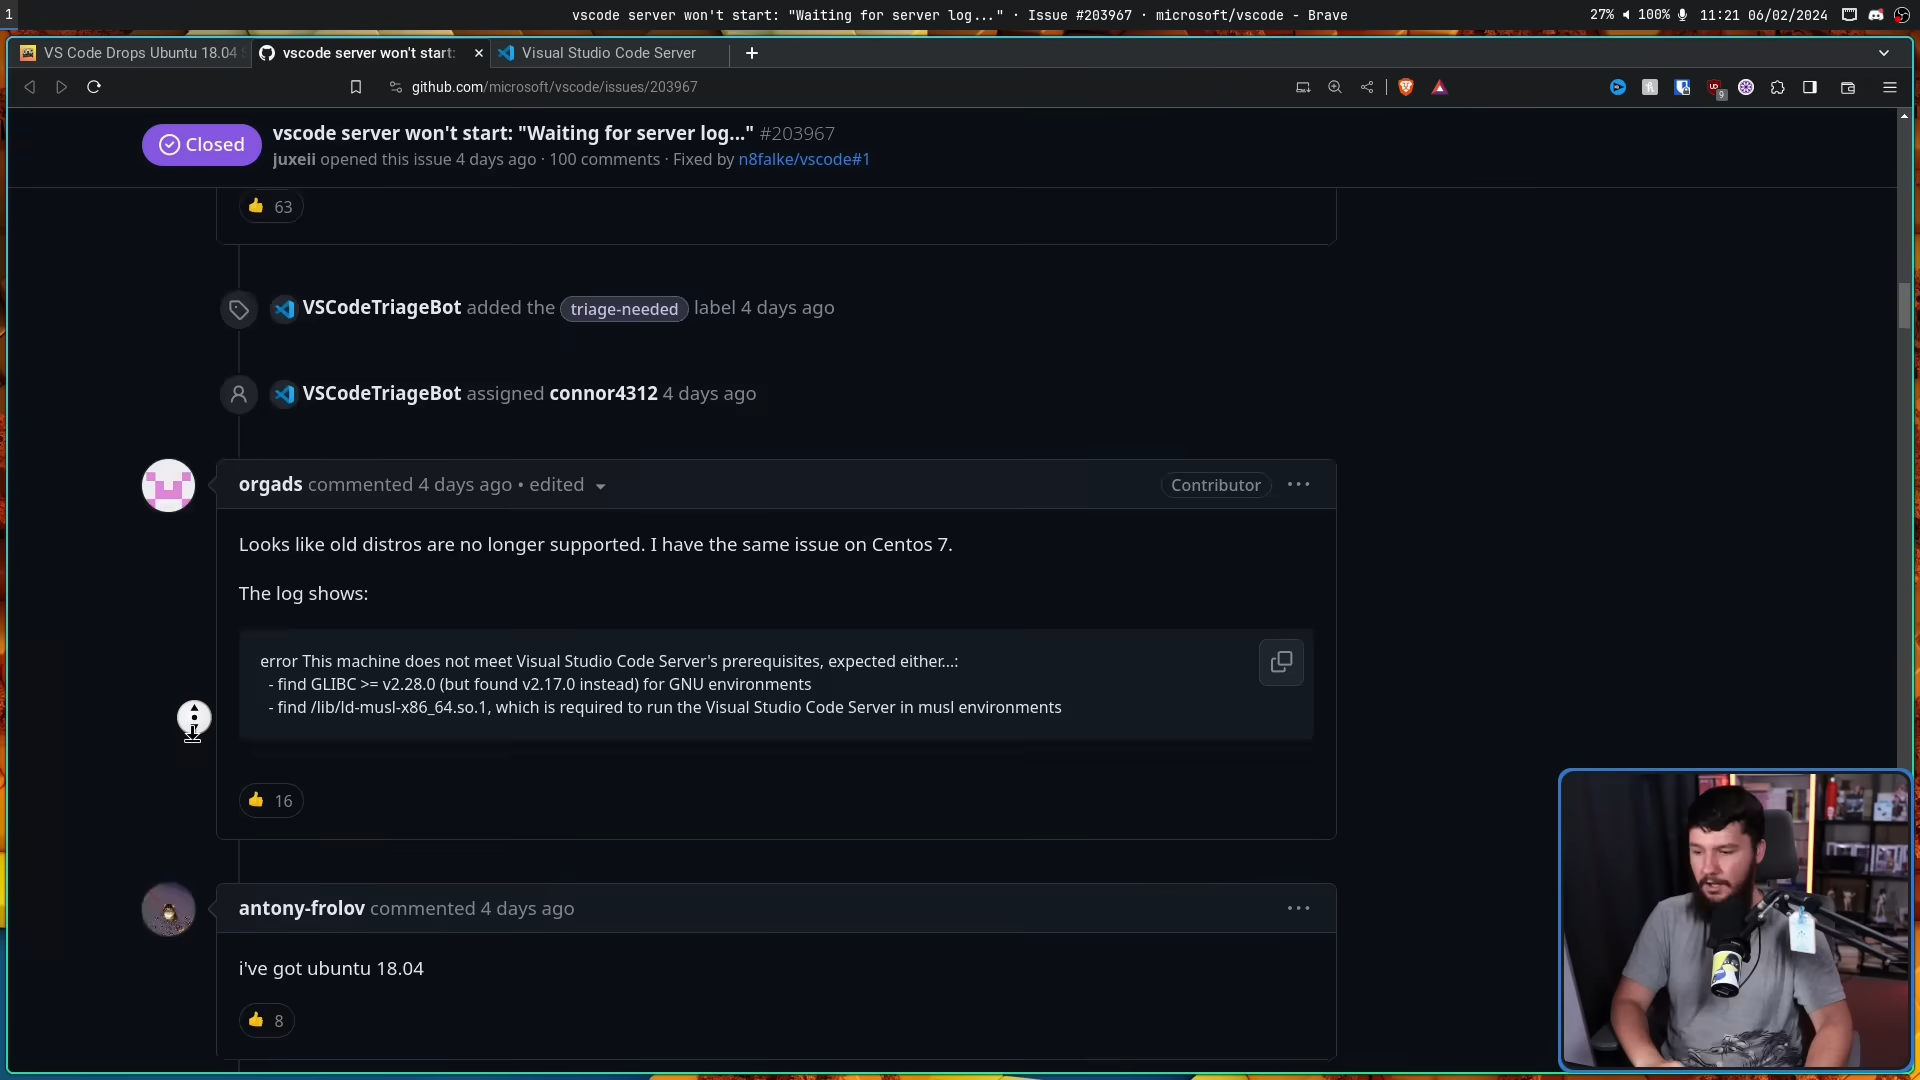 1
vscode server won't start: "Waiting for server log..." · Issue #203967 · microsoft/vscode - Brave
27% 100% 11:21 06/02/2024
VS Code Drops Ubuntu 18.04
vscode server won't start:
Visual Studio Code Server
github.com/microsoft/vscode/issues/203967
9
Closed
vscode server won't start: "Waiting for server log..." #203967
juxeii opened this issue 4 days ago · 100 comments · Fixed by n8falke/vscode#1
63
VSCodeTriageBot added the triage-needed label 4 days ago
VSCodeTriageBot assigned connor4312 4 days ago
orgads commented 4 days ago • edited
Contributor
Looks like old distros are no longer supported. I have the same issue on Centos 7.
The log shows:
error This machine does not meet Visual Studio Code Server's prerequisites, expected either...:
- find GLIBC >= v2.28.0 (but found v2.17.0 instead) for GNU environments
- find /lib/ld-musl-x86_64.so.1, which is required to run the Visual Studio Code Server in musl environments
16
antony-frolov commented 4 days ago
i've got ubuntu 18.04
8